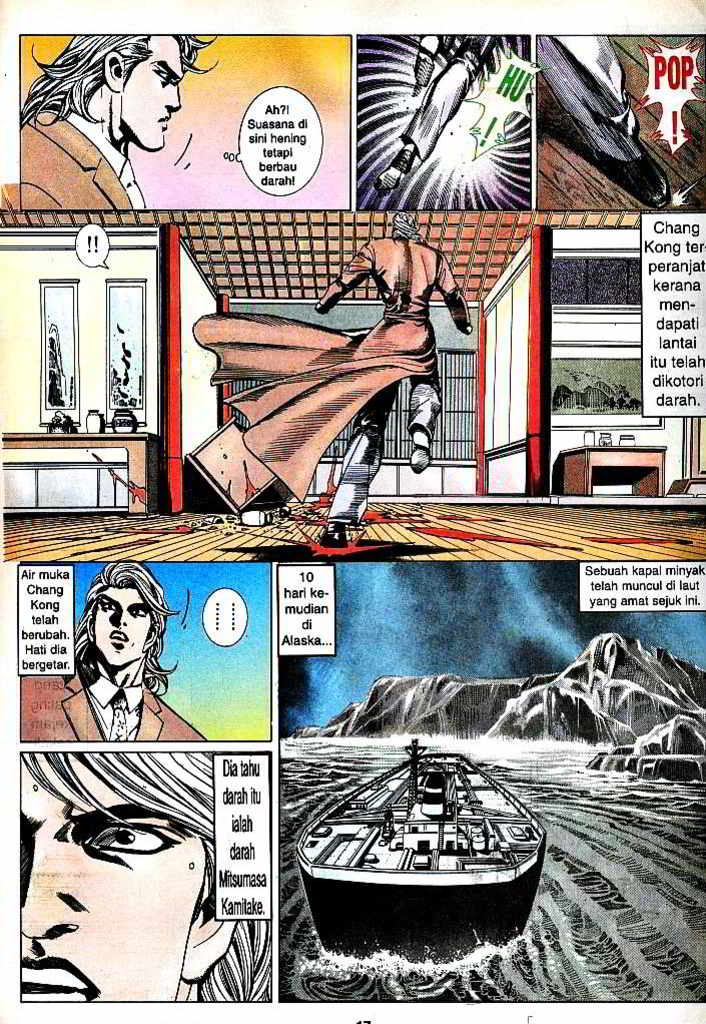 Ah?!
Suasana di
sini hening
tetapi
berbau
darah!
HU
!
POP
!
!!
Chang
Kong ter-
peranjat
kerana
men-
dapati
lantai
itu telah
dikotori
darah.
Air muka
Chang
Kong
telah
berubah.
Hati dia
bergetar.
Dia tahu
darah itu
ialah
darah
Mitsumasa
Kamitake.
10
hari ke-
mudian
di
Alaska...
Sebuah kapal minyak
telah muncul di laut
yang amat sejuk ini.
17